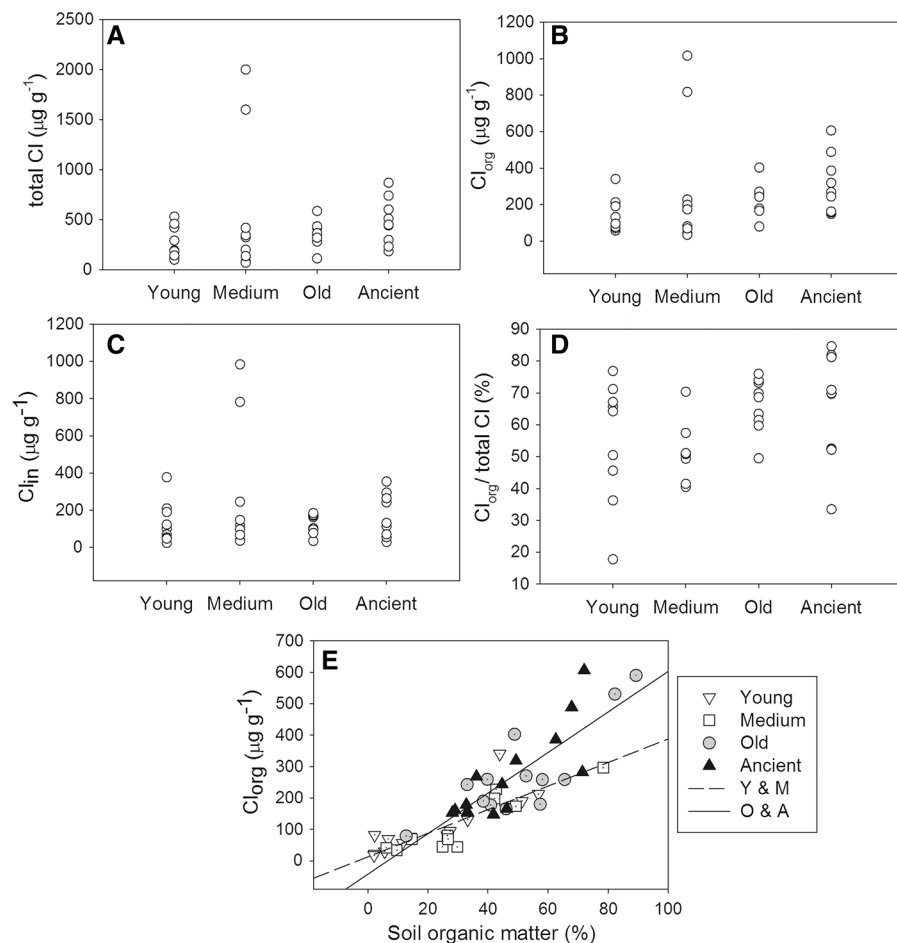 A
total Cl (μg g-1)
2500
2000
1500
1000
500
0
Young Medium Old Ancient
B
Clorg (μg g-1)
1200
1000
800
600
400
200
0
Young Medium Old Ancient
C
Clin (μg g-1)
1200
1000
800
600
400
200
0
Young Medium Old Ancient
D
Clorg/ total Cl (%)
90
80
70
60
50
40
30
20
10
Young Medium Old Ancient
E
Clorg (μg g-1)
700
600
500
400
300
200
100
0
0 20 40 60 80 100
Soil organic matter (%)
Young
Medium
Old
Ancient
Y & M
O & A